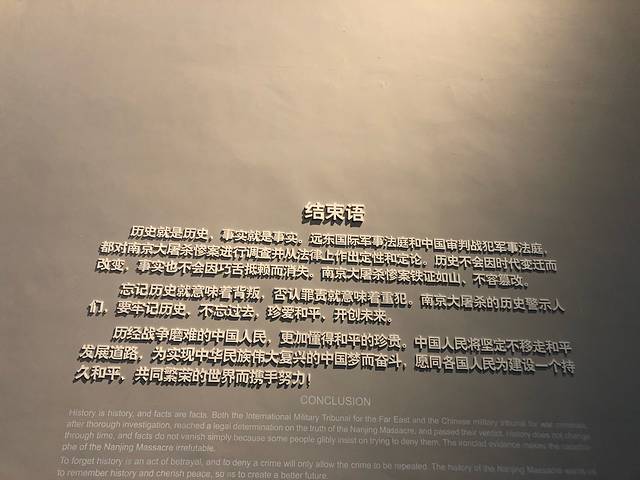 结束语
历史就是历史，事实就是事实。远东国际军事法庭和中国审判战犯军事法庭，
都对南京大屠杀惨案进行调查并从法律上作出定性和定论。历史不会因时代变迁而
改变，事实也不会因巧舌抵赖而消失。南京大屠杀惨案铁证如山，不容篡改。
忘记历史就意味着背叛，否认罪责就意味着重犯。南京大屠杀的历史警示人
们，要牢记历史，不忘过去，珍爱和平，开创未来。
历经战争磨难的中国人民，更加懂得和平的珍贵。中国人民将坚定不移走和平
发展道路，为实现中华民族伟大复兴的中国梦而奋斗，愿同各国人民为建设一个持
久和平，共同繁荣的世界而携手努力！
CONCLUSION
History is history, and facts are facts. Both the International Military Tribunal for the Far East and the Chinese military tribunal for war criminals,
after thorough investigation, reached a legal determination on the truth of the Nanjing Massacre, and passed their verdict. History does not change
through time, and facts do not vanish simply because some people glibly insist on trying to deny them. The ironclad evidence makes the catastro-
phe of the Nanjing Massacre irrefutable.
To forget history is an act of betrayal, and to deny a crime will only allow the crime to be repeated. The history of the Nanjing Massacre warns us
to remember history and cherish peace, so as to create a better future.